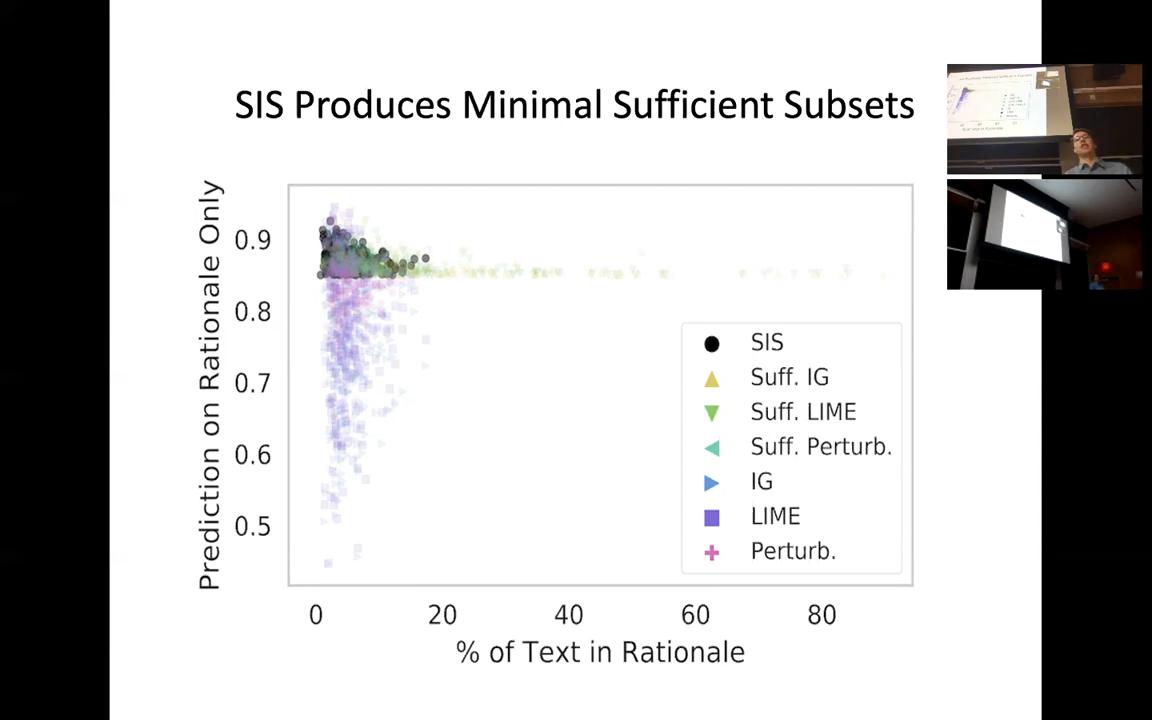 SIS Produces Minimal Sufficient Subsets
Prediction on Rationale Only
0.9
0.8
0.7
0.6
0.5
SIS
Suff. IG
Suff. LIME
Suff. Perturb.
IG
LIME
Perturb.
0 20 40 60 80
% of Text in Rationale